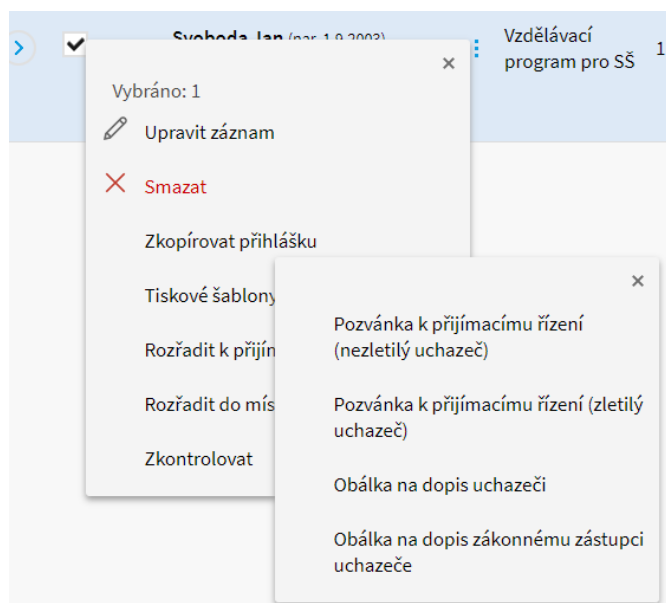 Svoboda Jan (nar. 1.9.2003)
Vzdělávací
program pro SŠ
1
Vybráno: 1
Upravit záznam
Smazat
Zkopírovat přihlášku
Tiskové šablony
Rozřadit k přijím
Rozřadit do mís
Zkontrolovat
Pozvánka k přijímacímu řízení
(nezletilý uchazeč)
Pozvánka k přijímacímu řízení (zletilý
uchazeč)
Obálka na dopis uchazeči
Obálka na dopis zákonnému zástupci
uchazeče